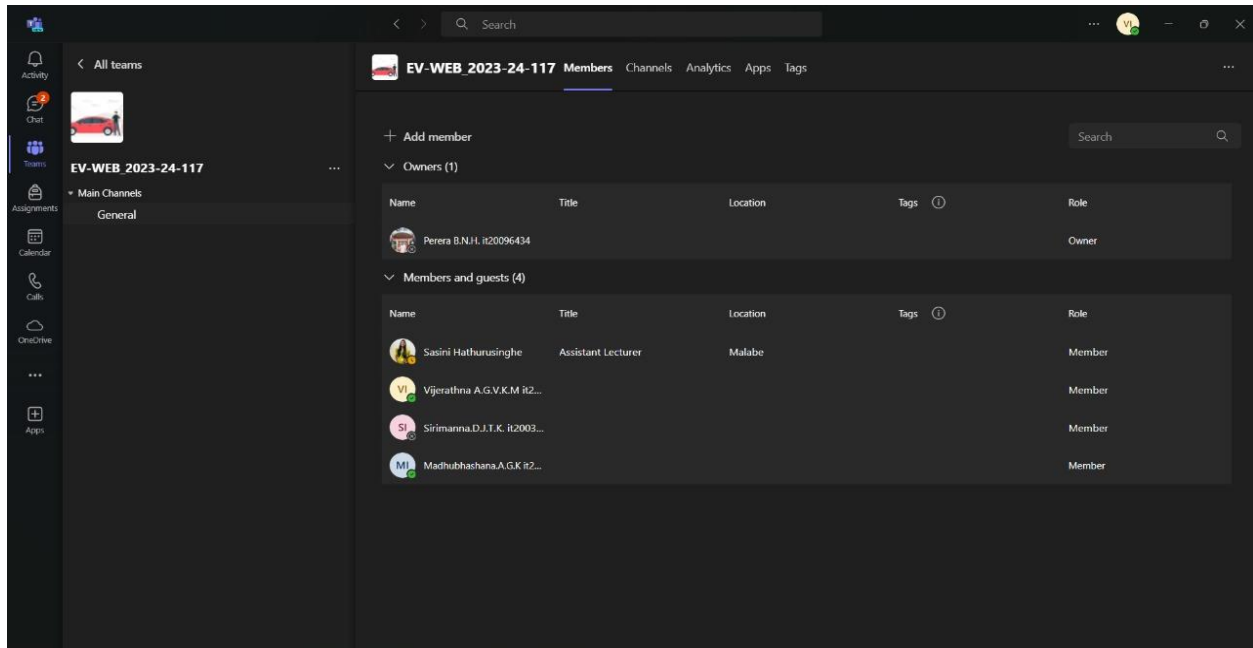 Search
VI
Activity
2
Chat
Teams
Assignments
Calendar
Calls
OneDrive
Apps
All teams
EV-WEB_2023-24-117
Main Channels
General
EV-WEB_2023-24-117 Members Channels Analytics Apps Tags
Add member
Search
Owners (1)
Name Title Location Tags Role
Perera B.N.H. it20096434 Owner
Members and guests (4)
Name Title Location Tags Role
Sasini Hathurusinghe Assistant Lecturer Malabe Member
VI Vijerathna A.G.V.K.M it2... Member
SI Sirimanna.D.J.T.K. it2003... Member
MI Madhubhashana.A.G.K it2... Member